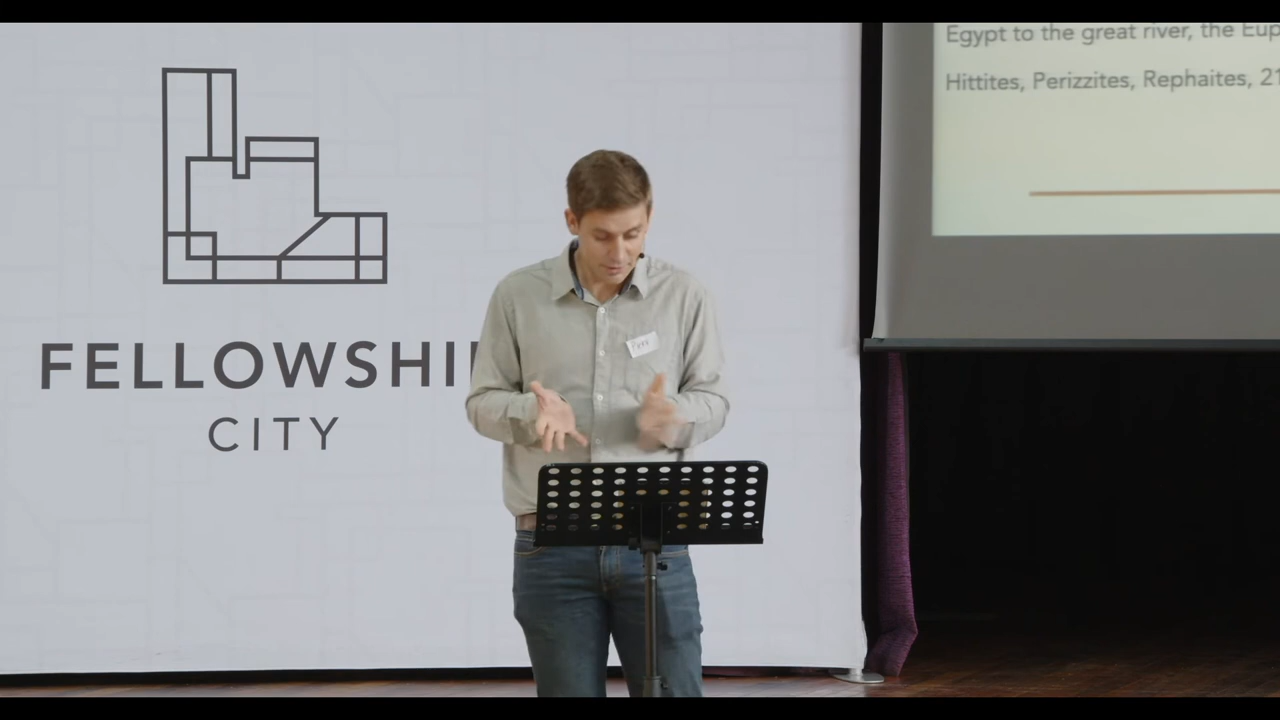 FELLOWSHI
CITY
Egypt to the great river, the Eup
Hittites, Perizzites, Rephaites, 21